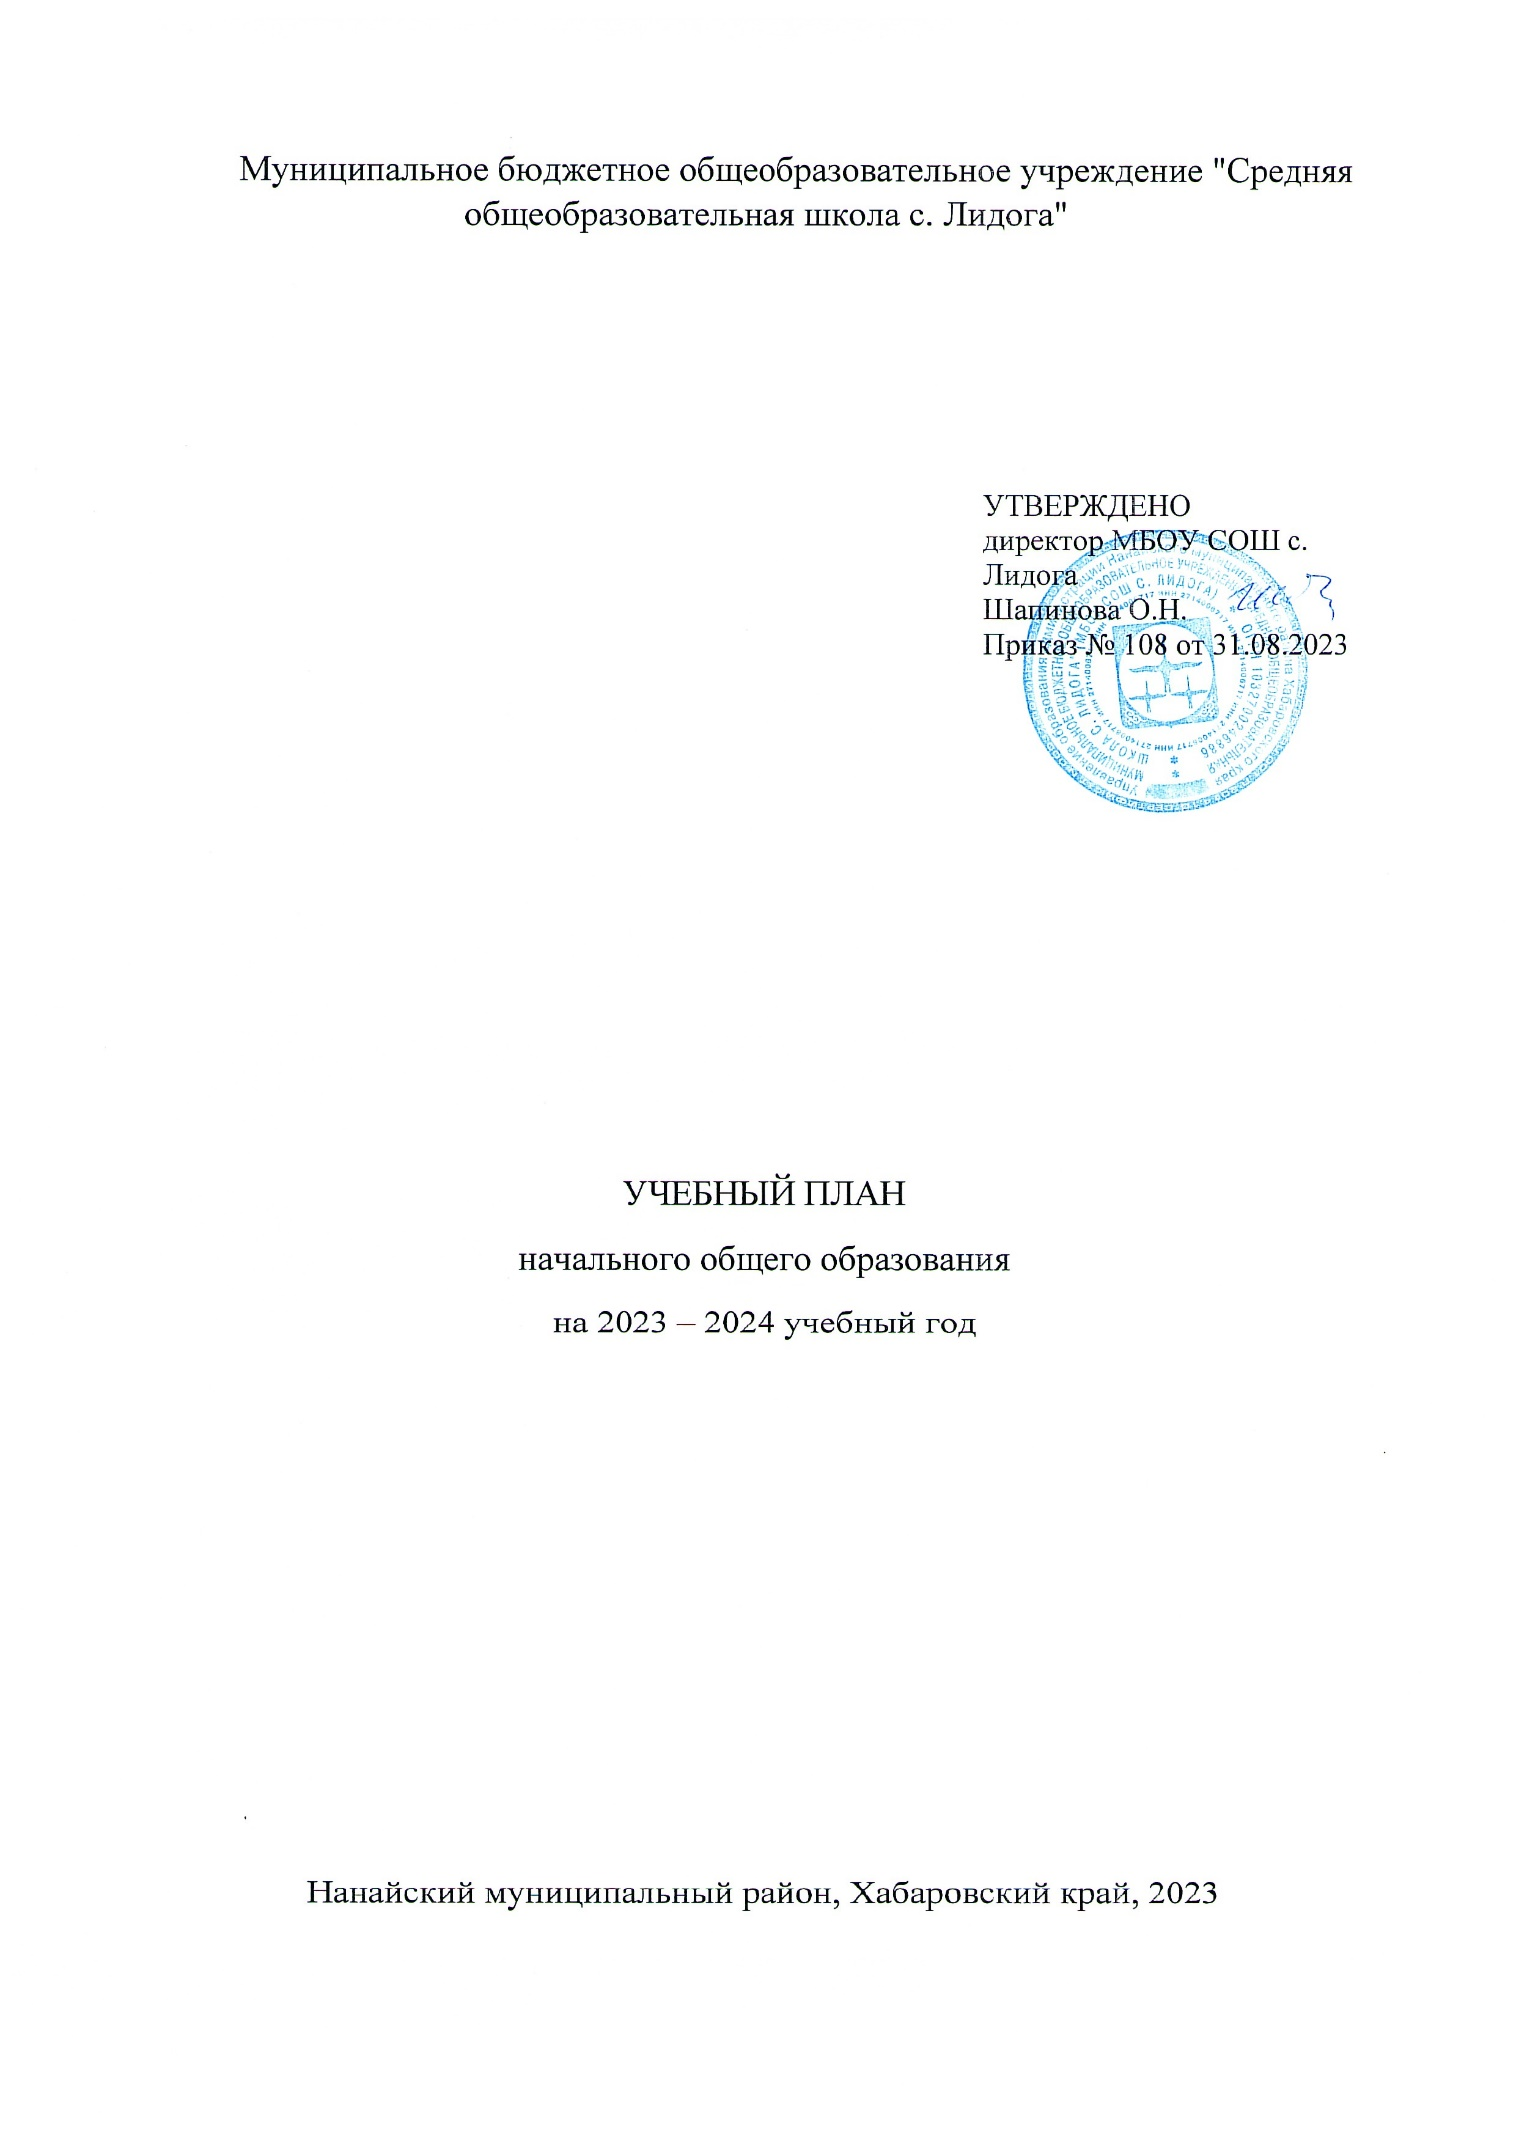 Муниципальное бюджетное общеобразовательное учреждение "Средняя
общеобразовательная школа с. Лидога"
УТВЕРЖДЕНО
директор МБОУ СОШ с.
Лидога
Шапинова О.Н.
Приказ № 108 от 31.08.2023
УЧЕБНЫЙ ПЛАН
начального общего образования
на 2023 – 2024 учебный год
Нанайский муниципальный район, Хабаровский край, 2023